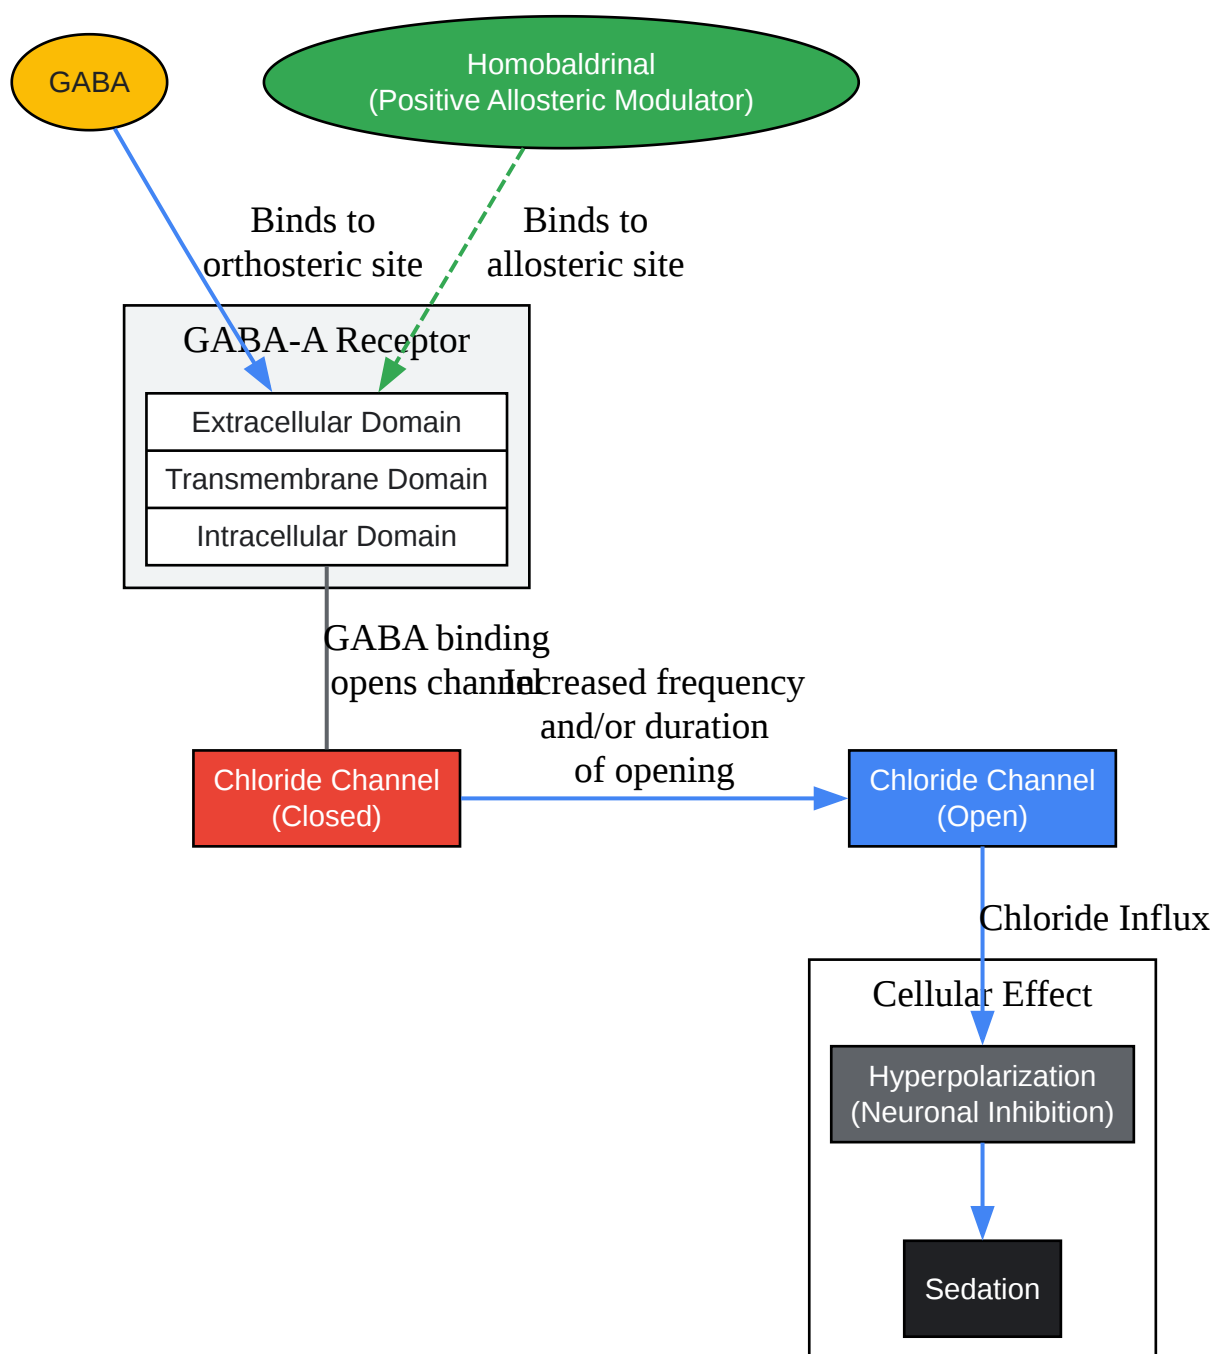 GABA
Homobaldrinal
(Positive Allosteric Modulator)
Binds to
orthosteric site
Binds to
allosteric site
GABA-A Receptor
Extracellular Domain
Transmembrane Domain
Intracellular Domain
GABA binding
opens channel
Increased frequency
and/or duration
of opening
Chloride Channel
(Closed)
Chloride Channel
(Open)
Chloride Influx
Cellular Effect
Hyperpolarization
(Neuronal Inhibition)
Sedation